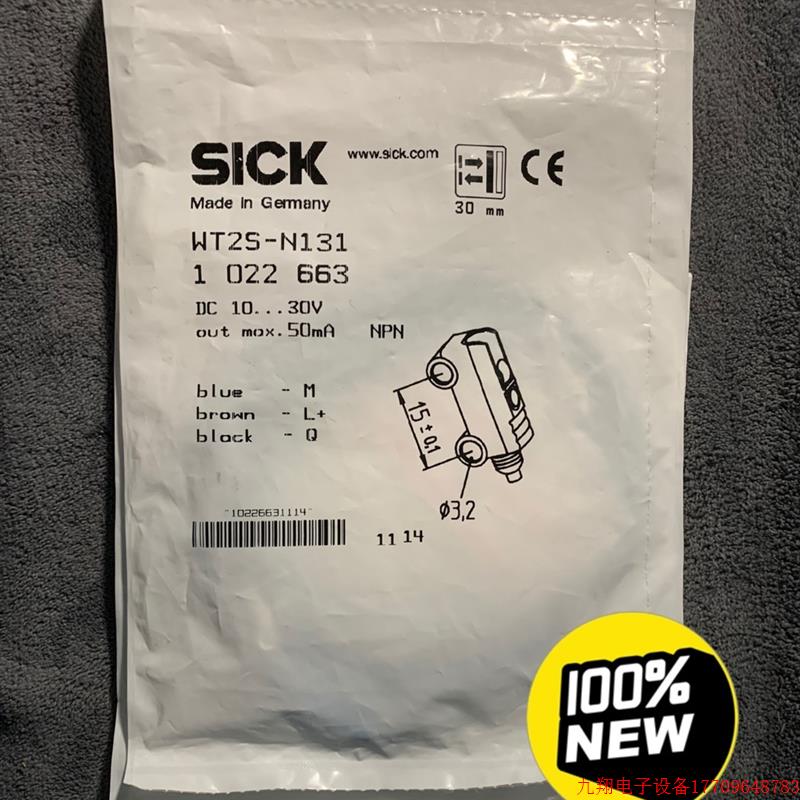 SICK www.sick.com CE
Made in Germany
30 mm
WT2S-N131
1 022 663
DC 10...30V
out max.50mA NPN
blue - M
brown - L+
black - Q
15±0,1
ø3,2
"10226631114"
11 14
100%
NEW
九翔电子设备17709648783